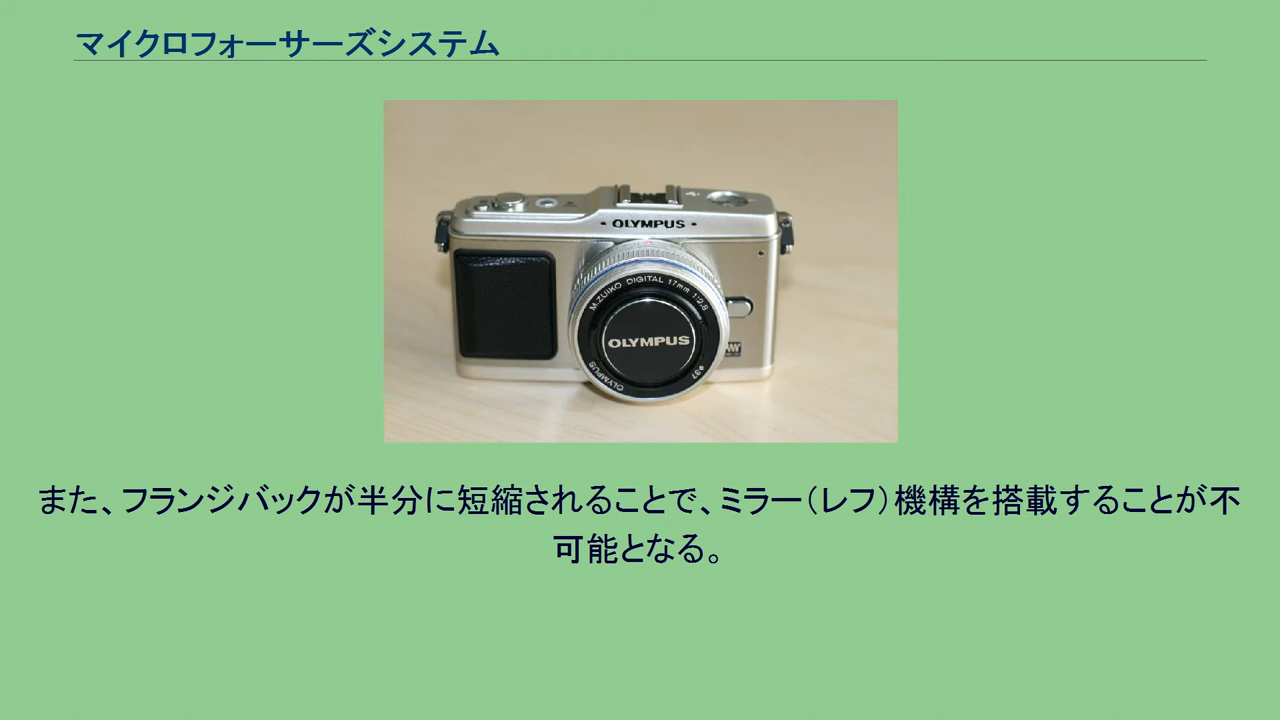 マイクロフォーサーズシステム
OLYMPUS
M.ZUIKO DIGITAL 17mm 1:2.8
OLYMPUS
OLYMPUS
ø37
また、フランジバックが半分に短縮されることで、ミラー（レフ）機構を搭載することが不
可能となる。